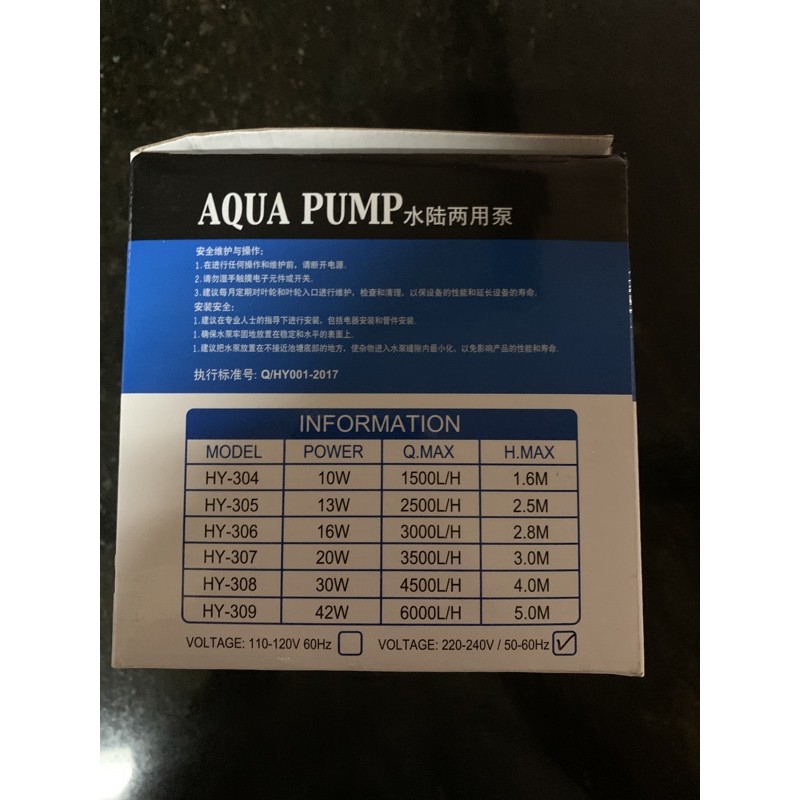 AQUA PUMP水陆两用泵
安全维护与操作:
1.在进行任何操作和维护前，请断开电源.
2.请勿湿手触摸电子元件或开关.
3.建议每月定期对叶轮和叶轮入口进行维护，检查和清理，以保设备的性能和延长设备的寿命.
安装安全:
1.建议在专业人士的指导下进行安装，包括电器安装和管件安装.
1.确保水泵牢固地放置在稳定和水平的表面上.
1.建议把水泵放置在不接近池塘底部的地方，使杂物进入水泵缝隙内最小化，以免影响产品的性能和寿命.
执行标准号: Q/HY001-2017
INFORMATION
MODEL POWER Q.MAX H.MAX
HY-304 10W 1500L/H 1.6M
HY-305 13W 2500L/H 2.5M
HY-306 16W 3000L/H 2.8M
HY-307 20W 3500L/H 3.0M
HY-308 30W 4500L/H 4.0M
HY-309 42W 6000L/H 5.0M
VOLTAGE: 110-120V 60Hz VOLTAGE: 220-240V / 50-60Hz